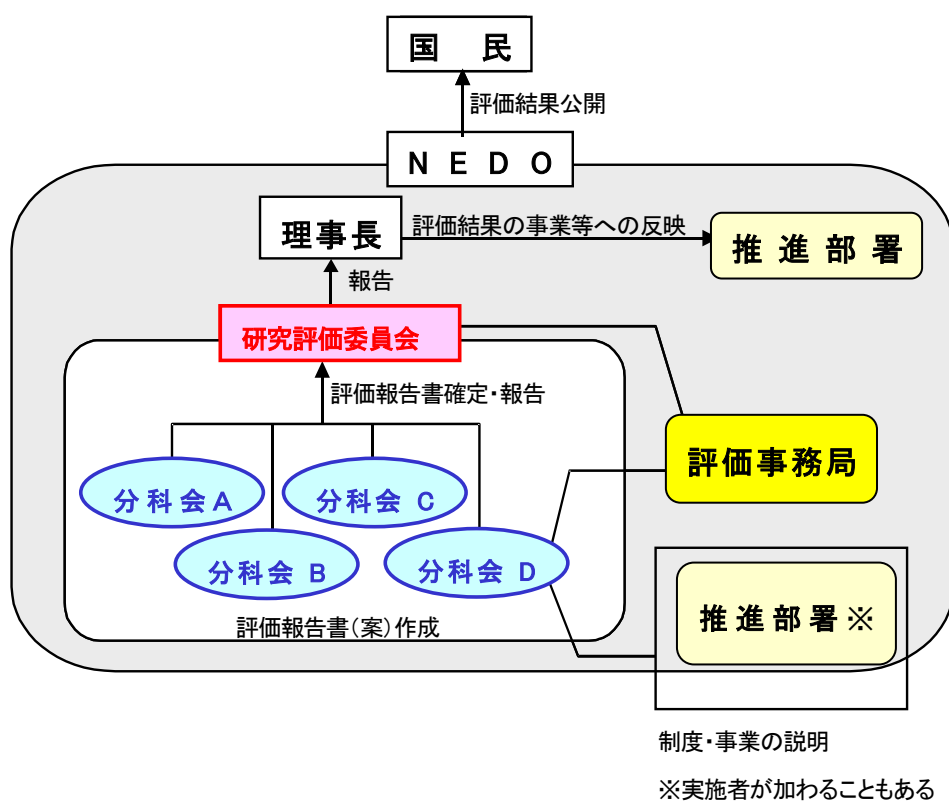 国 民
評価結果公開
ＮＥＤＯ
理事長
評価結果の事業等への反映
推進部署
報告
研究評価委員会
評価報告書確定・報告
評価事務局
分科会Ａ
分科会 Ｃ
分科会 Ｂ
分科会 Ｄ
推進部署※
評価報告書（案）作成
制度・事業の説明
※実施者が加わることもある